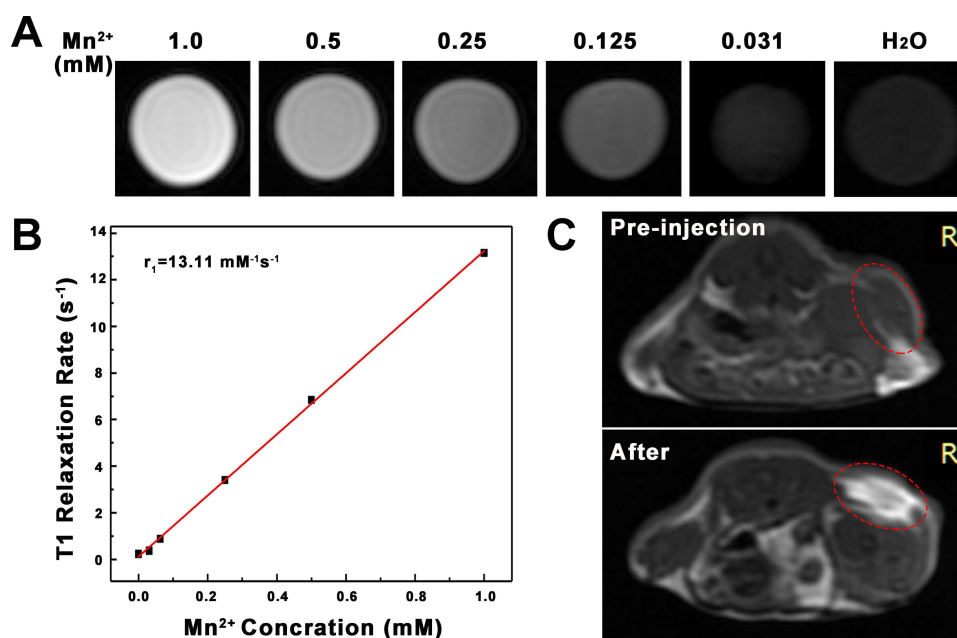 A
Mn²⁺ (mM) 1.0 0.5 0.25 0.125 0.031 H₂O
B
r₁=13.11 mM⁻¹s⁻¹
T1 Relaxation Rate (s⁻¹)
14
12
10
8
6
4
2
0
0.0 0.2 0.4 0.6 0.8 1.0
Mn²⁺ Concration (mM)
C
Pre-injection
R
After
R